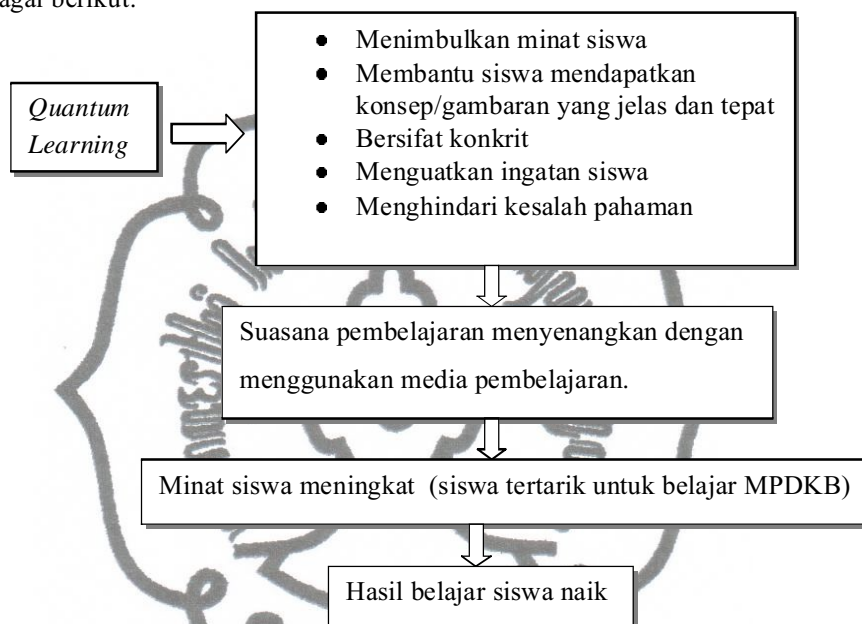 agai berikut:
• Menimbulkan minat siswa
• Membantu siswa mendapatkan
konsep/gambaran yang jelas dan tepat
• Bersifat konkrit
• Menguatkan ingatan siswa
• Menghindari kesalah pahaman
Quantum
Learning
Suasana pembelajaran menyenangkan dengan
menggunakan media pembelajaran.
Minat siswa meningkat (siswa tertarik untuk belajar MPDKB)
Hasil belajar siswa naik